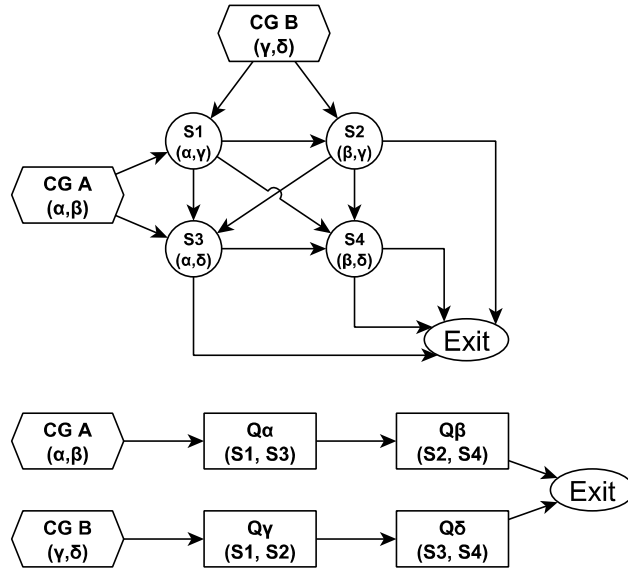 CG B
(γ,δ)
S1
(α,γ)
S2
(β,γ)
CG A
(α,β)
S3
(α,δ)
S4
(β,δ)
Exit
CG A
(α,β)
Qα
(S1, S3)
Qβ
(S2, S4)
Exit
CG B
(γ,δ)
Qγ
(S1, S2)
Qδ
(S3, S4)